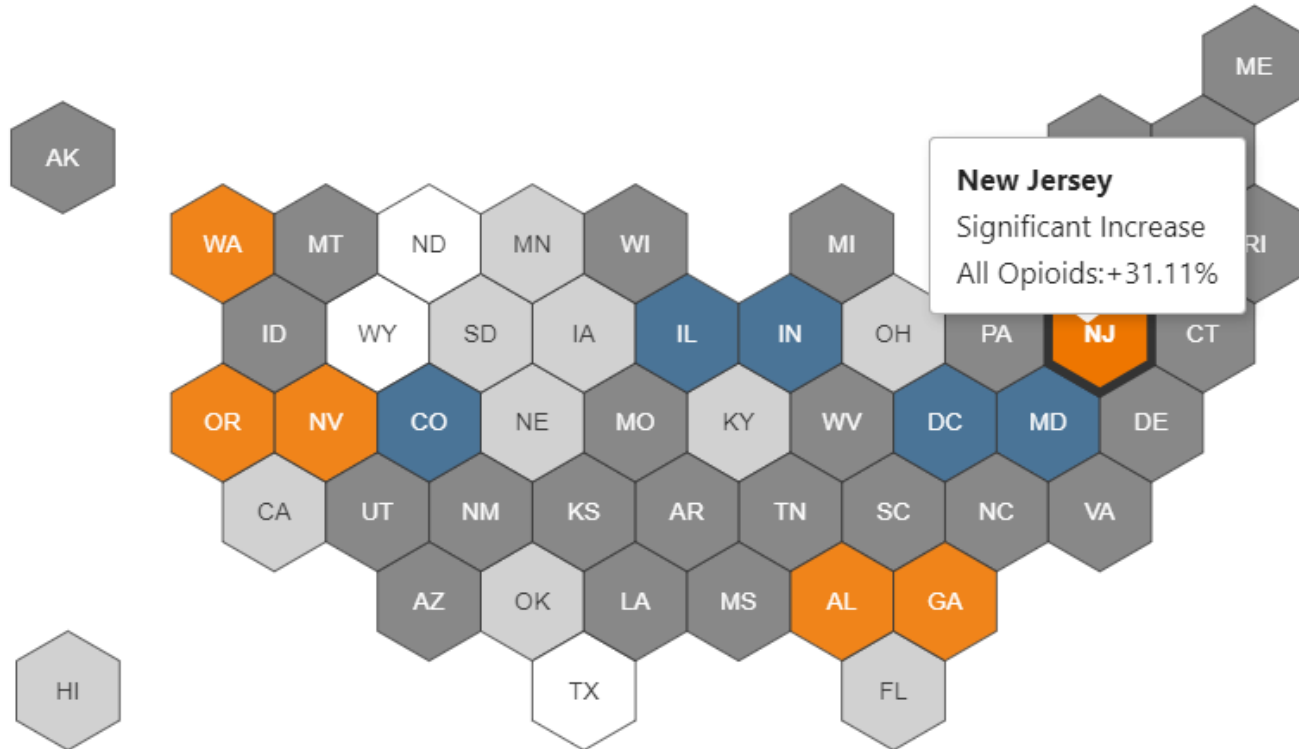 ME
AK
New Jersey
Significant Increase
All Opioids:+31.11%
WA MT ND MN WI MI RI
ID WY SD IA IL IN OH PA NJ CT
OR NV CO NE MO KY WV DC MD DE
CA UT NM KS AR TN SC NC VA
AZ OK LA MS AL GA
HI TX FL